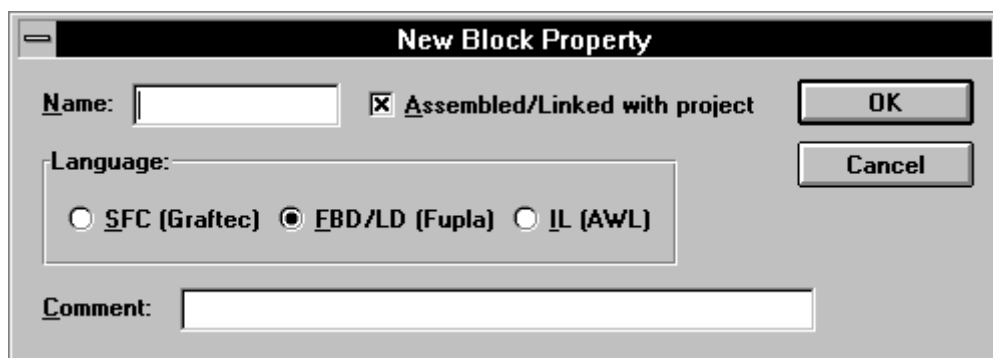 New Block Property
Name: Assembled/Linked with project OK
Language: Cancel
SFC (Graftec) FBD/LD (Fupla) IL (AWL)
Comment: